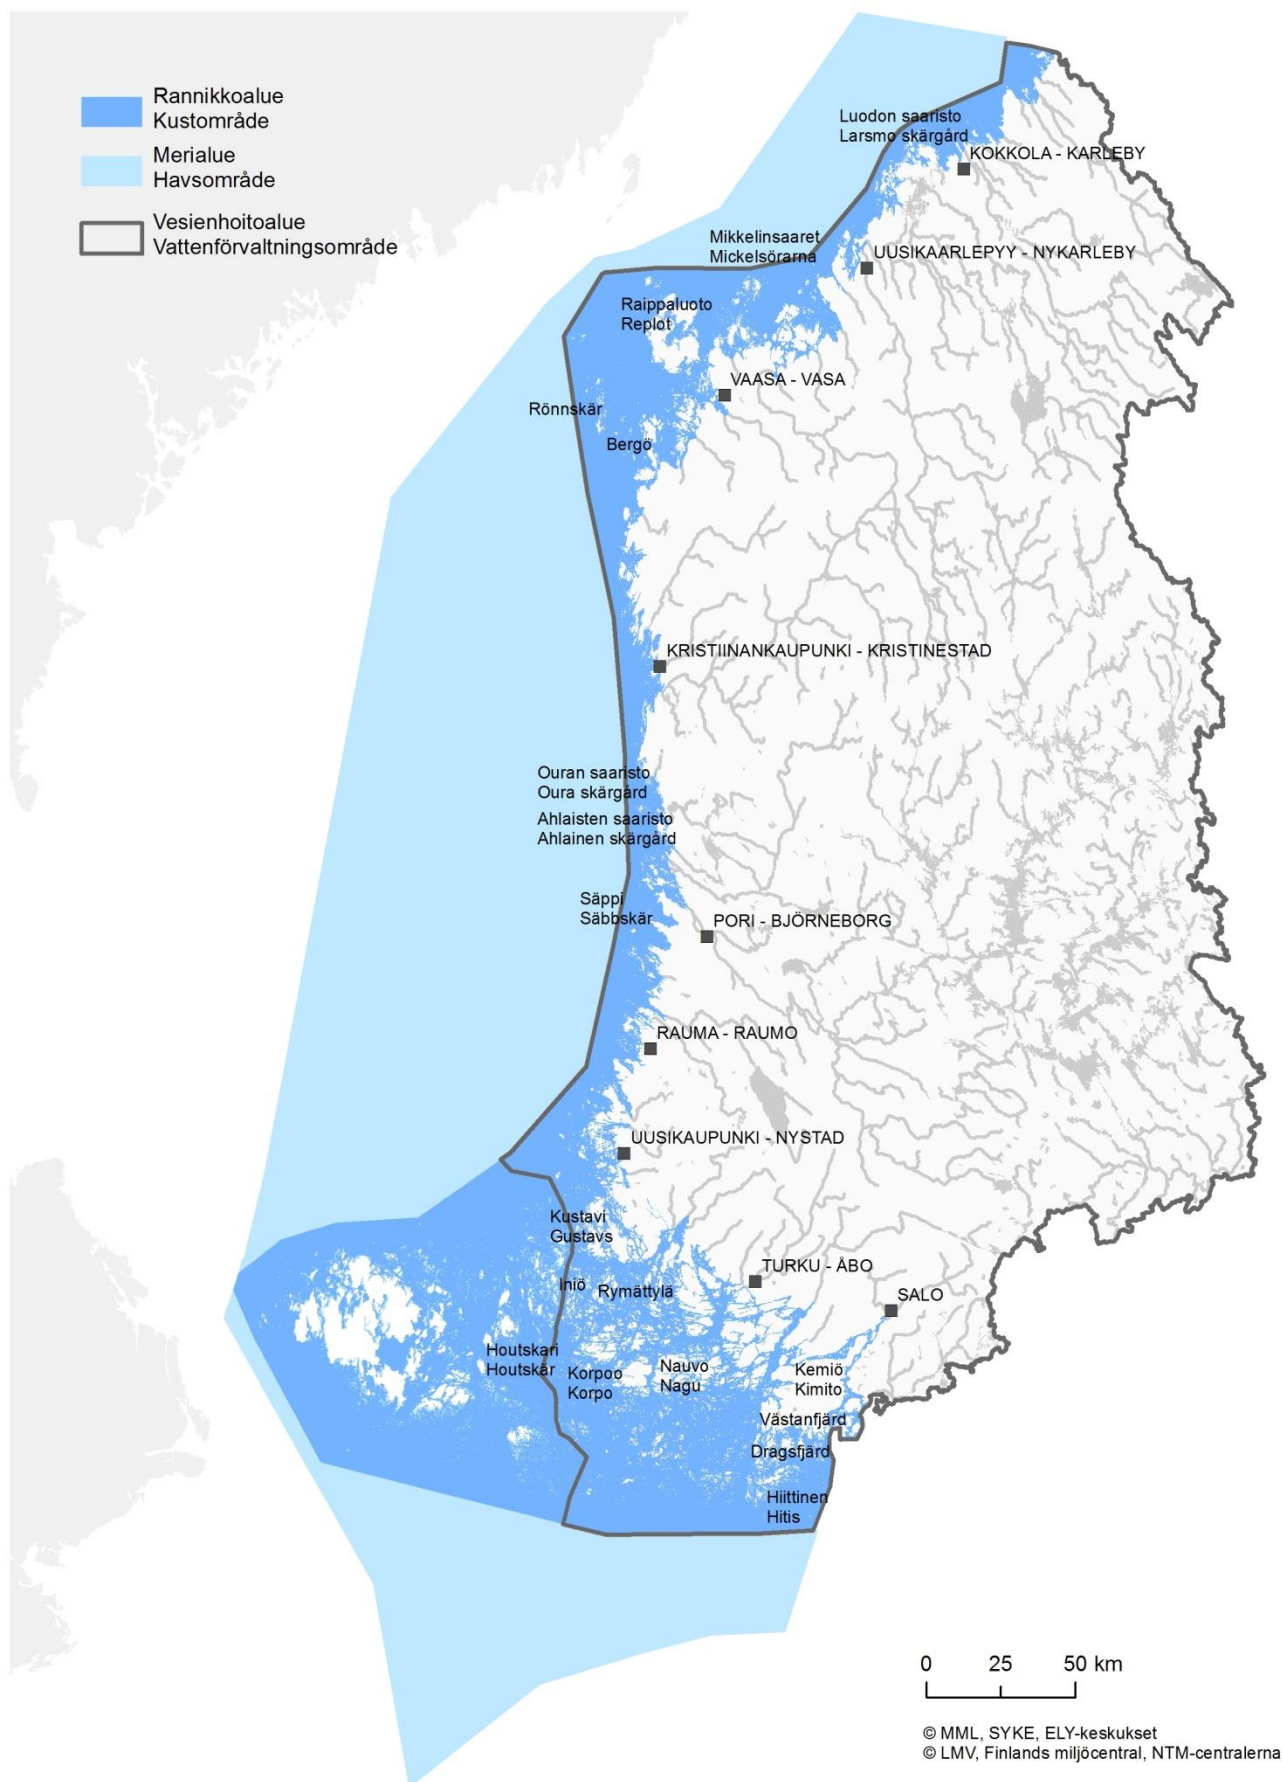 Rannikkoalue
Kustområde
Merialue
Havsområde
Vesienhoitoalue
Vattenförvaltningsområde
Luodon saaristo
Larsmo skärgård
KOKKOLA - KARLEBY
Mikkelinsaaret
Mickelsörarna
UUSIKAARLEPYY - NYKARLEBY
Raippaluoto
Replot
VAASA - VASA
Rönnskär
Bergö
KRISTIINANKAUPUNKI - KRISTINESTAD
Ouran saaristo
Oura skärgård
Ahlaisten saaristo
Ahlainen skärgård
Säppi
Säbbskär
PORI - BJÖRNEBORG
RAUMA - RAUMO
UUSIKAUPUNKI - NYSTAD
Kustavi
Gustavs
TURKU - ÅBO
Iniö
Rymättylä
SALO
Houtskari
Houtskär
Korpoo
Korpo
Nauvo
Nagu
Kemiö
Kimito
Västanfjärd
Dragsfjärd
Hiittinen
Hitis
0 25 50 km
© MML, SYKE, ELY-keskukset
© LMV, Finlands miljöcentral, NTM-centralerna